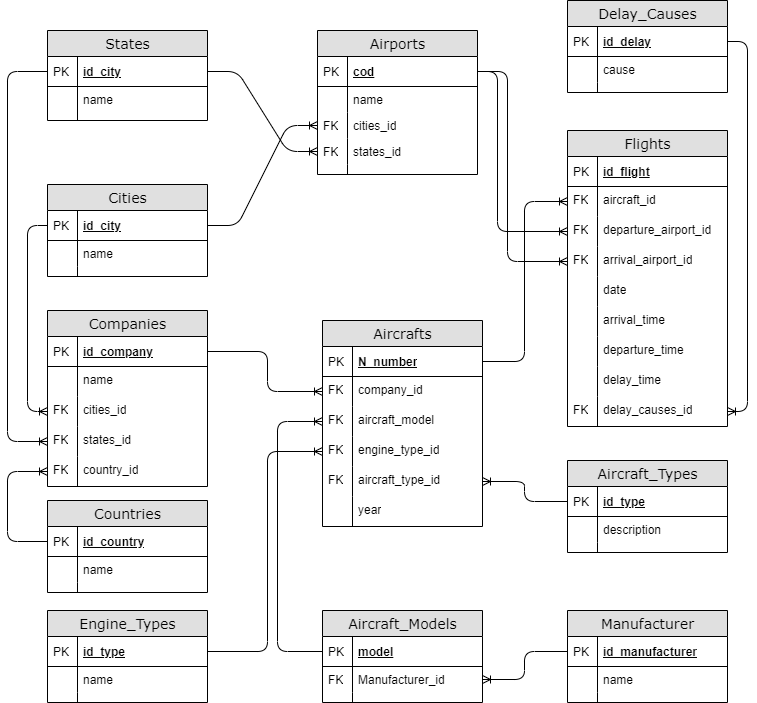 States
PK id_city
name
Cities
PK id_city
name
Companies
PK id_company
name
FK cities_id
FK states_id
FK country_id
Countries
PK id_country
name
Engine_Types
PK id_type
name
Airports
PK cod
name
FK cities_id
FK states_id
Aircrafts
PK N_number
FK company_id
FK aircraft_model
FK engine_type_id
FK aircraft_type_id
year
Aircraft_Models
PK model
FK Manufacturer_id
Delay_Causes
PK id_delay
cause
Flights
PK id_flight
FK aircraft_id
FK departure_airport_id
FK arrival_airport_id
date
arrival_time
departure_time
delay_time
FK delay_causes_id
Aircraft_Types
PK id_type
description
Manufacturer
PK id_manufacturer
name